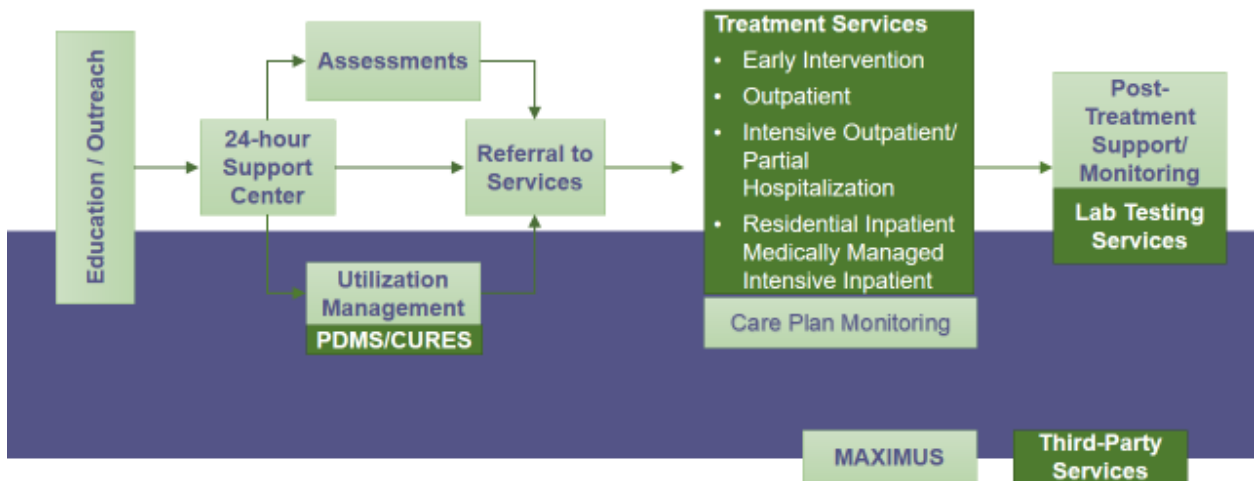 Education / Outreach
24-hour
Support
Center
Assessments
Utilization
Management
PDMS/CURES
Referral to
Services
Treatment Services
• Early Intervention
• Outpatient
• Intensive Outpatient/
Partial
Hospitalization
• Residential Inpatient
Medically Managed
Intensive Inpatient
Care Plan Monitoring
Post-
Treatment
Support/
Monitoring
Lab Testing
Services
MAXIMUS
Third-Party
Services